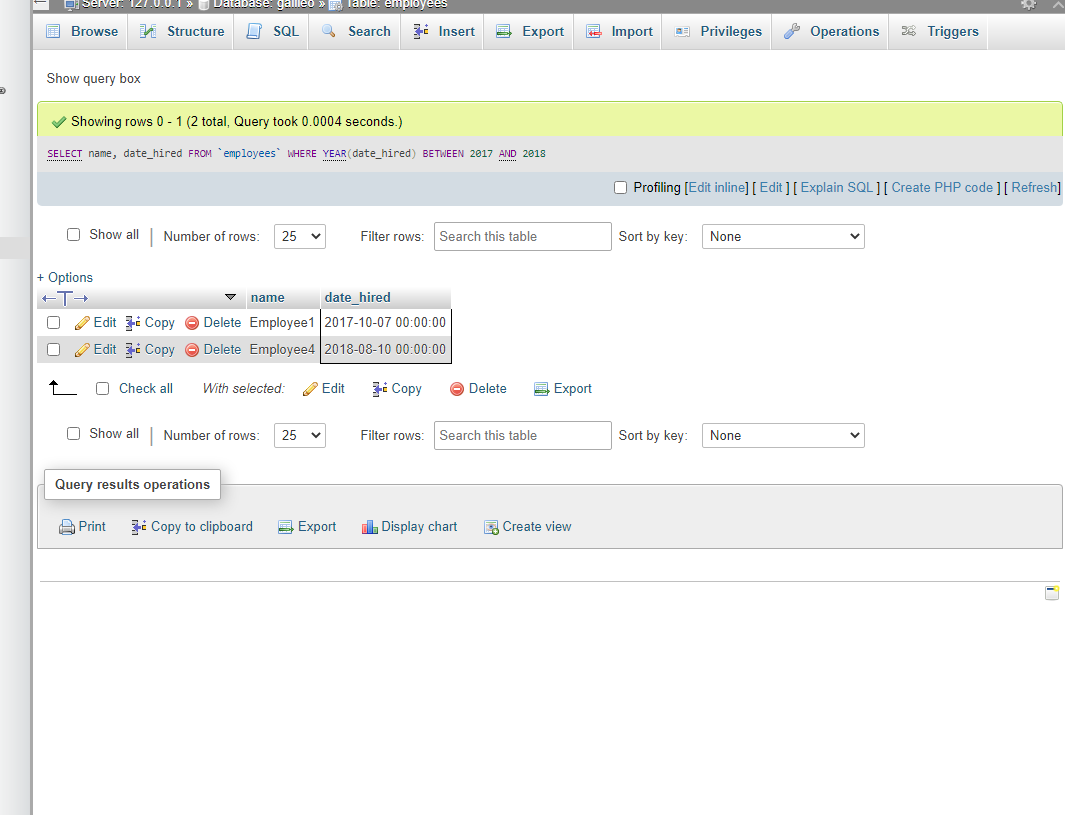 Server: 127.0.0.1 » Database: galileo » Table: employees
Browse Structure SQL Search Insert Export Import Privileges Operations Triggers
Show query box
Showing rows 0 - 1 (2 total, Query took 0.0004 seconds.)
SELECT name, date_hired FROM `employees` WHERE YEAR(date_hired) BETWEEN 2017 AND 2018
Profiling [Edit inline] [ Edit ] [ Explain SQL ] [ Create PHP code ] [ Refresh]
Show all | Number of rows: 25 Filter rows: Search this table Sort by key: None
+ Options
←T→ name date_hired
Edit Copy Delete Employee1 2017-10-07 00:00:00
Edit Copy Delete Employee4 2018-08-10 00:00:00
Check all With selected: Edit Copy Delete Export
Show all | Number of rows: 25 Filter rows: Search this table Sort by key: None
Query results operations
Print Copy to clipboard Export Display chart Create view